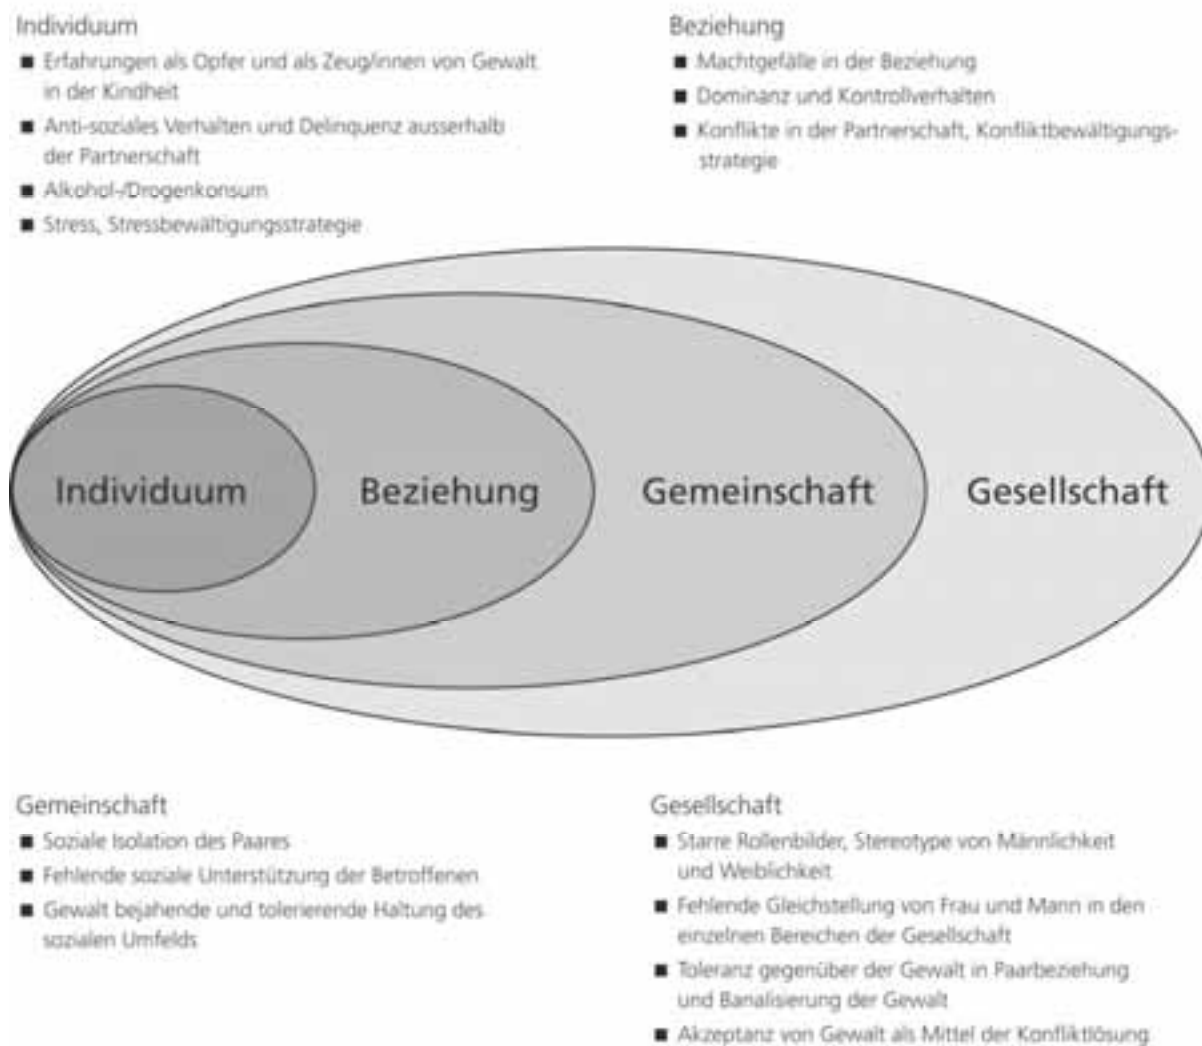 Individuum
■ Erfahrungen als Opfer und als Zeug/innen von Gewalt
in der Kindheit
■ Anti-soziales Verhalten und Delinquenz ausserhalb
der Partnerschaft
■ Alkohol-/Drogenkonsum
■ Stress, Stressbewältigungsstrategie
Beziehung
■ Machtgefälle in der Beziehung
■ Dominanz und Kontrollverhalten
■ Konflikte in der Partnerschaft, Konfliktbewältigungs-
strategie
Individuum
Beziehung
Gemeinschaft
Gesellschaft
Gemeinschaft
■ Soziale Isolation des Paares
■ Fehlende soziale Unterstützung der Betroffenen
■ Gewalt bejahende und tolerierende Haltung des
sozialen Umfelds
Gesellschaft
■ Starre Rollenbilder, Stereotype von Männlichkeit
und Weiblichkeit
■ Fehlende Gleichstellung von Frau und Mann in den
einzelnen Bereichen der Gesellschaft
■ Toleranz gegenüber der Gewalt in Paarbeziehung
und Banalisierung der Gewalt
■ Akzeptanz von Gewalt als Mittel der Konfliktlösung